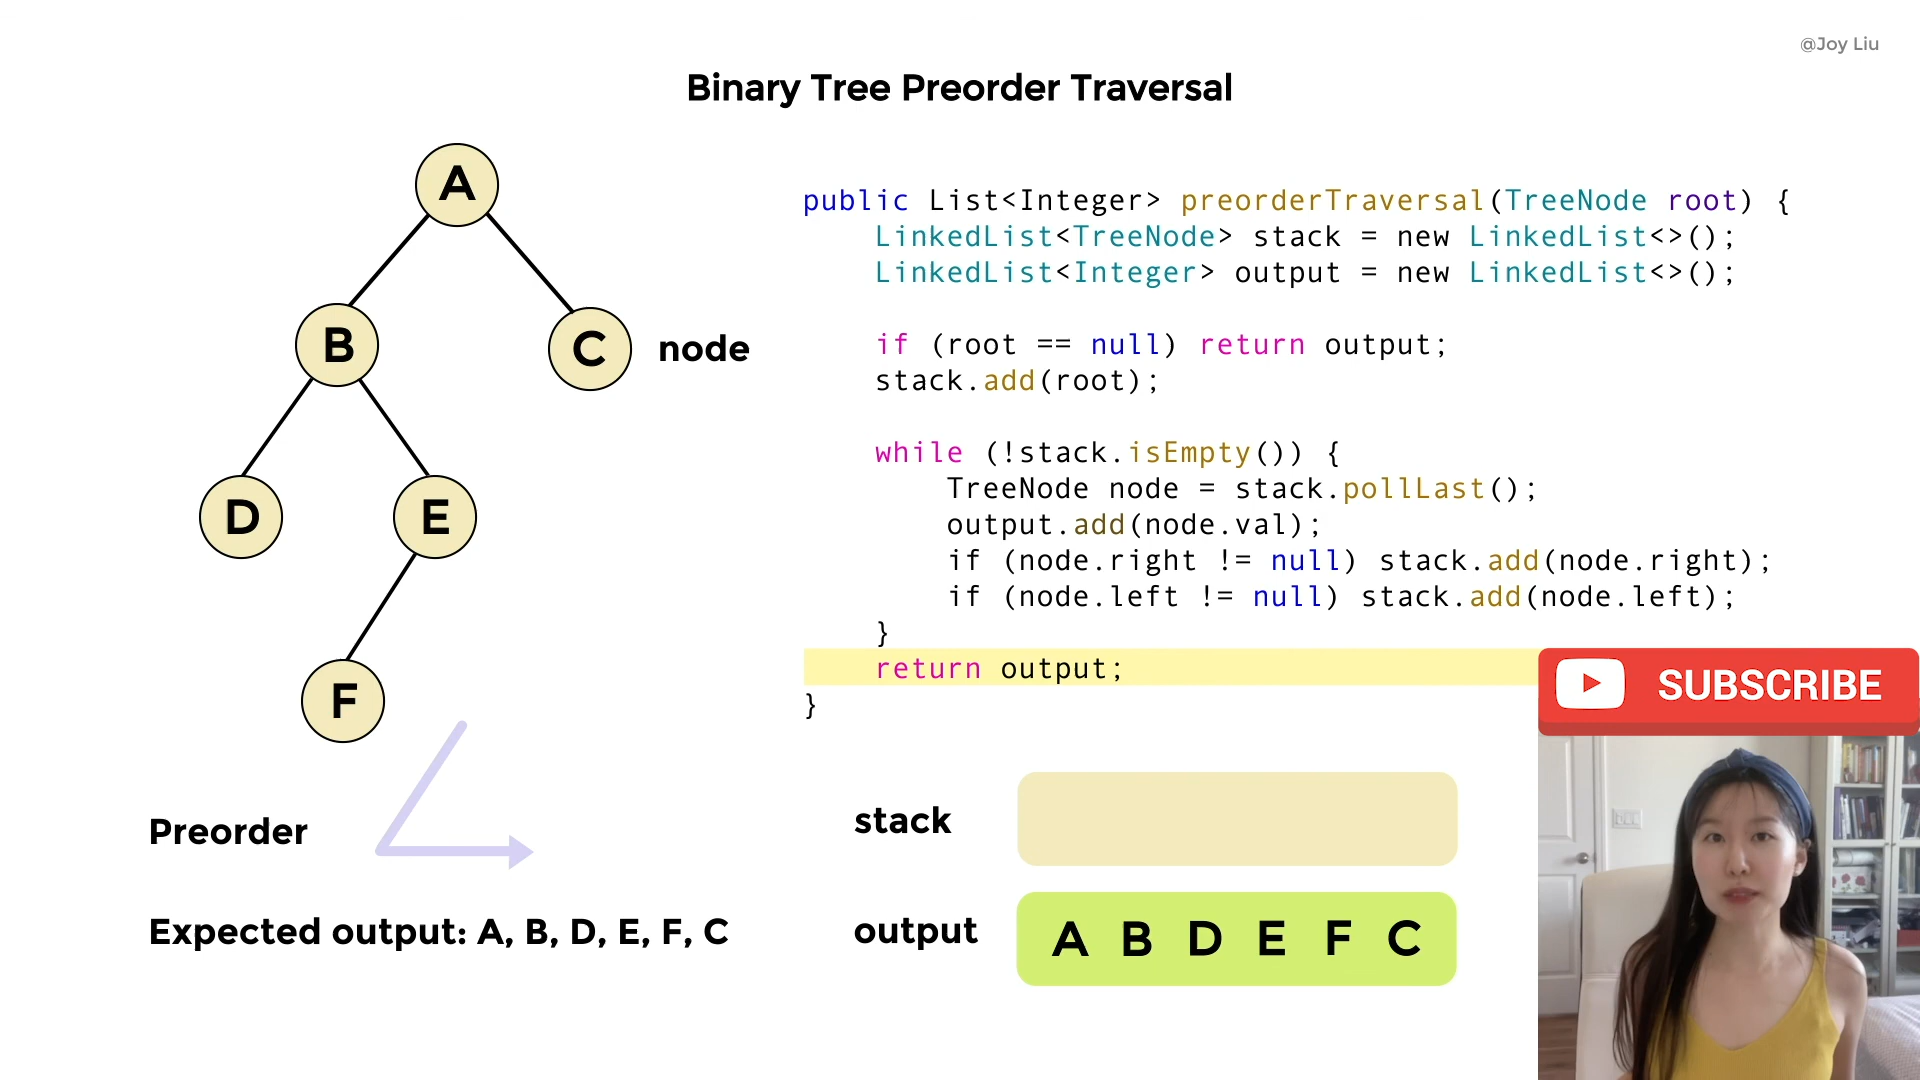 @Joy Liu
Binary Tree Preorder Traversal
A
B
C
node
D
E
F
Preorder
Expected output: A, B, D, E, F, C
public List<Integer> preorderTraversal(TreeNode root) {
    LinkedList<TreeNode> stack = new LinkedList<>();
    LinkedList<Integer> output = new LinkedList<>();

    if (root == null) return output;
    stack.add(root);

    while (!stack.isEmpty()) {
        TreeNode node = stack.pollLast();
        output.add(node.val);
        if (node.right != null) stack.add(node.right);
        if (node.left != null) stack.add(node.left);
    }
    return output;
}
SUBSCRIBE
stack
output
A B D E F C